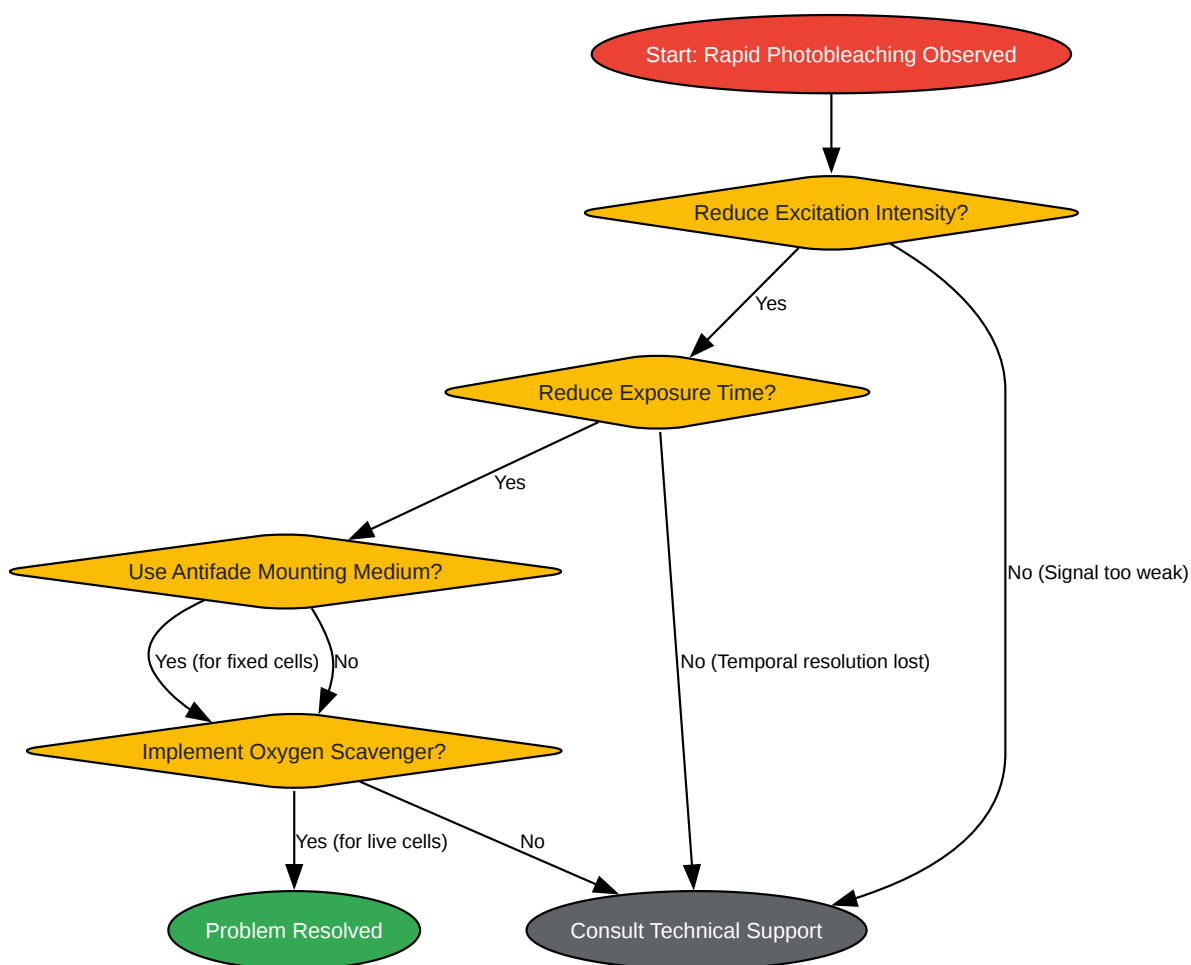 Start: Rapid Photobleaching Observed
Reduce Excitation Intensity?
Yes
Reduce Exposure Time?
Yes
Use Antifade Mounting Medium?
No (Signal too weak)
Yes (for fixed cells)
No
No (Temporal resolution lost)
Implement Oxygen Scavenger?
Yes (for live cells)
No
Problem Resolved
Consult Technical Support